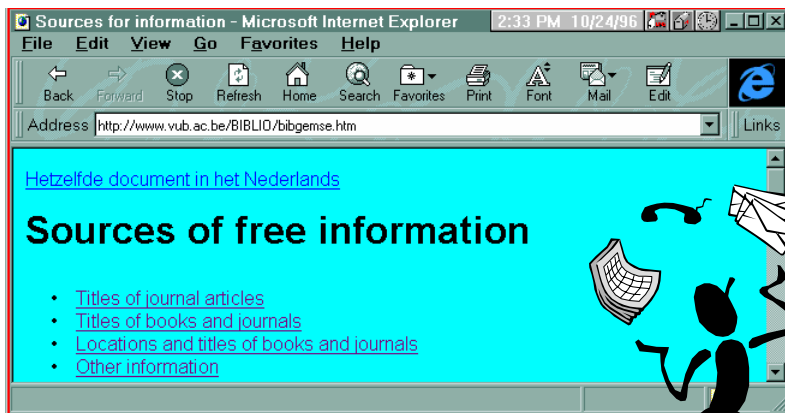 Sources for information - Microsoft Internet Explorer 2:33 PM 10/24/96
File Edit View Go Favorites Help
Back Forward Stop Refresh Home Search Favorites Print Font Mail Edit
Address http://www.vub.ac.be/BIBLIO/bibgemse.htm Links
Hetzelfde document in het Nederlands
Sources of free information
• Titles of journal articles
• Titles of books and journals
• Locations and titles of books and journals
• Other information